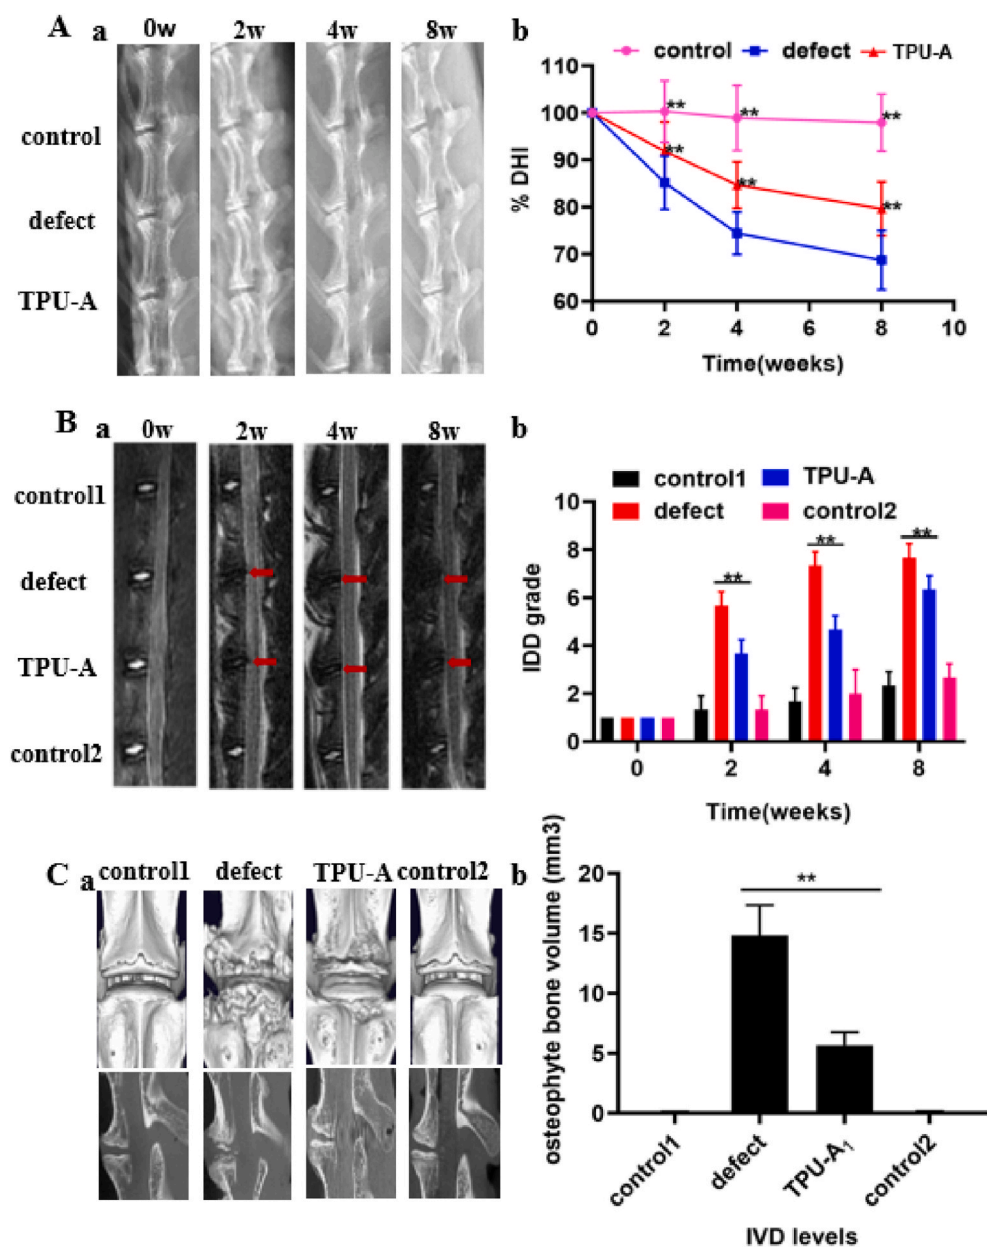 A a 0w 2w 4w 8w
control
defect
TPU-A
b
control defect TPU-A
110
100
90
80
70
60
% DHI
** ** **
** ** **
0 2 4 6 8 10
Time(weeks)
B a 0w 2w 4w 8w
control1
defect
TPU-A
control2
b
control1 TPU-A
defect control2
10
8
6
4
2
0
IDD grade
** ** **
0 2 4 8
Time(weeks)
C a control1 defect TPU-A control2
b
20
15
10
5
0
osteophyte bone volume (mm3)
**
control1 defect TPU-A1 control2
IVD levels